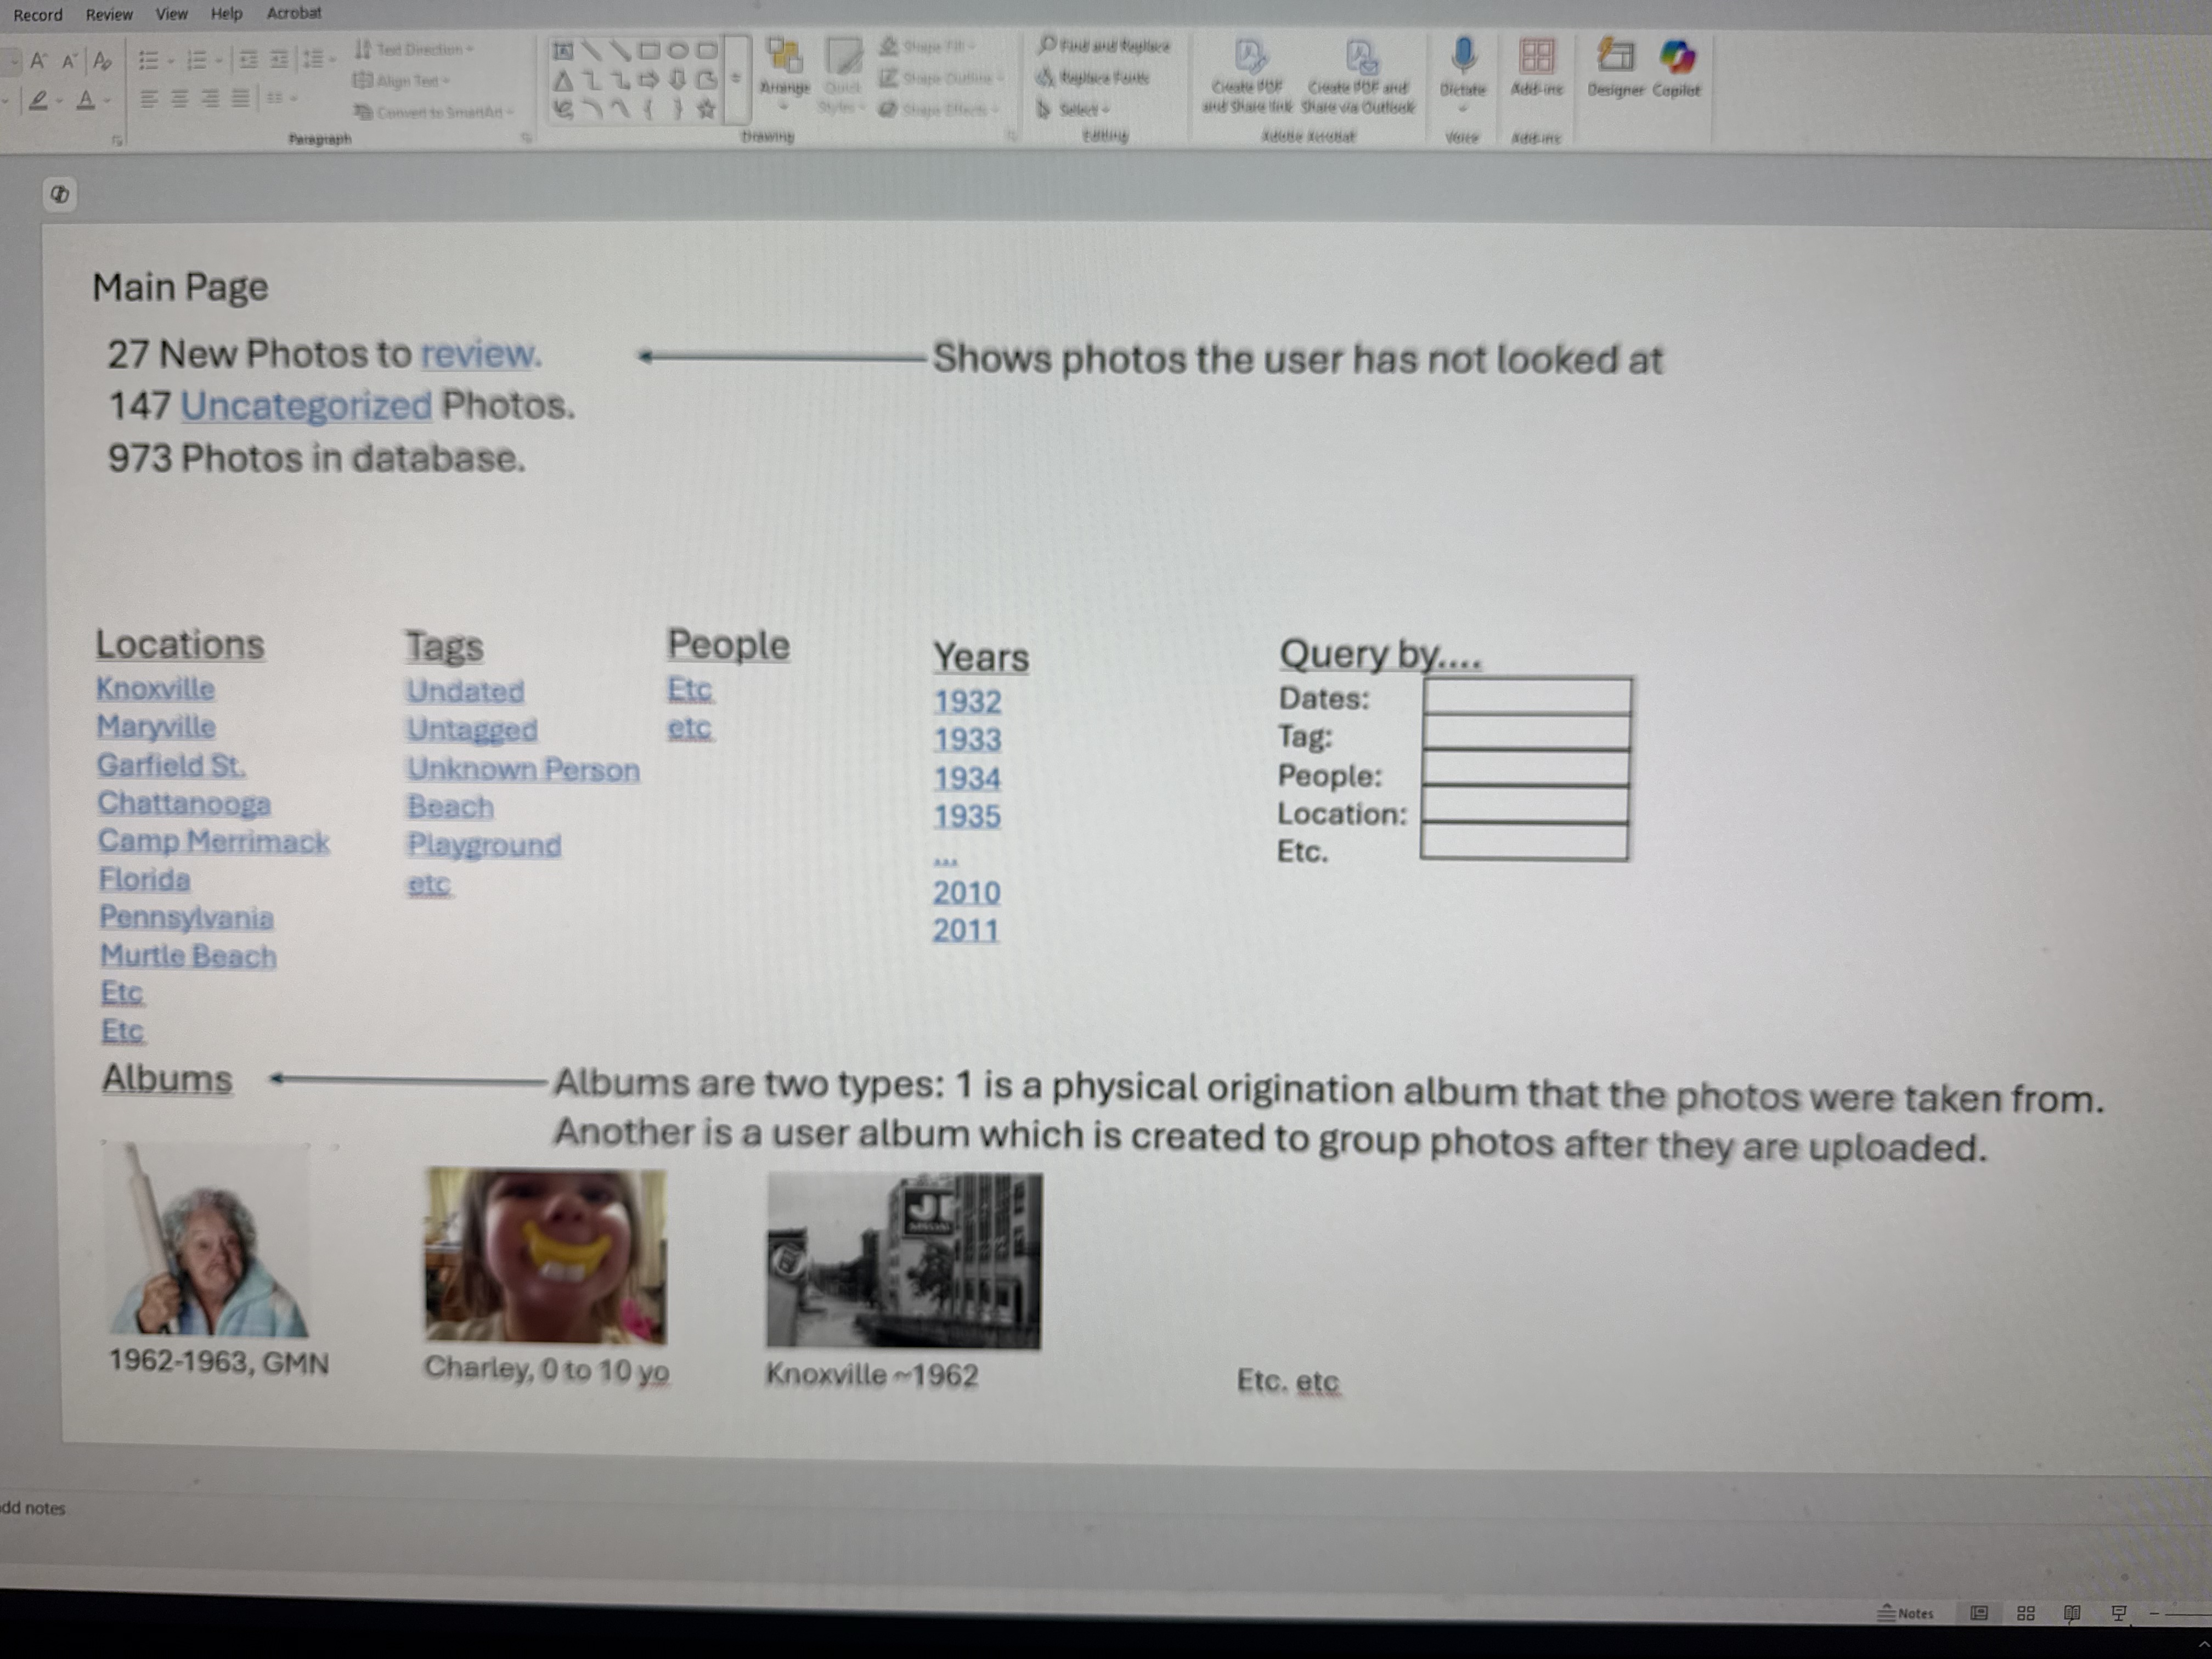 Record Review View Help Acrobat
Text Direction
Align Text
Convert to SmartArt
Paragraph
Arrange
Quick Styles
Shape Fill
Shape Outline
Shape Effects
Drawing
Find and Replace
Replace Fonts
Select
Editing
Create PDF and Share link
Create PDF and Share via Outlook
Adobe Acrobat
Dictate
Voice
Add-ins
Add-ins
Designer
Copilot
Main Page
27 New Photos to review.
Shows photos the user has not looked at
147 Uncategorized Photos.
973 Photos in database.
Locations
Knoxville
Maryville
Garfield St.
Chattanooga
Camp Merrimack
Florida
Pennsylvania
Murtle Beach
Etc
Etc
Tags
Undated
Untagged
Unknown Person
Beach
Playground
etc
People
Etc
etc
Years
1932
1933
1934
1935
...
2010
2011
Query by....
Dates:
Tag:
People:
Location:
Etc.
Albums
Albums are two types: 1 is a physical origination album that the photos were taken from.
Another is a user album which is created to group photos after they are uploaded.
1962-1963, GMN
Charley, 0 to 10 yo
Knoxville ~1962
Etc. etc
dd notes
Notes